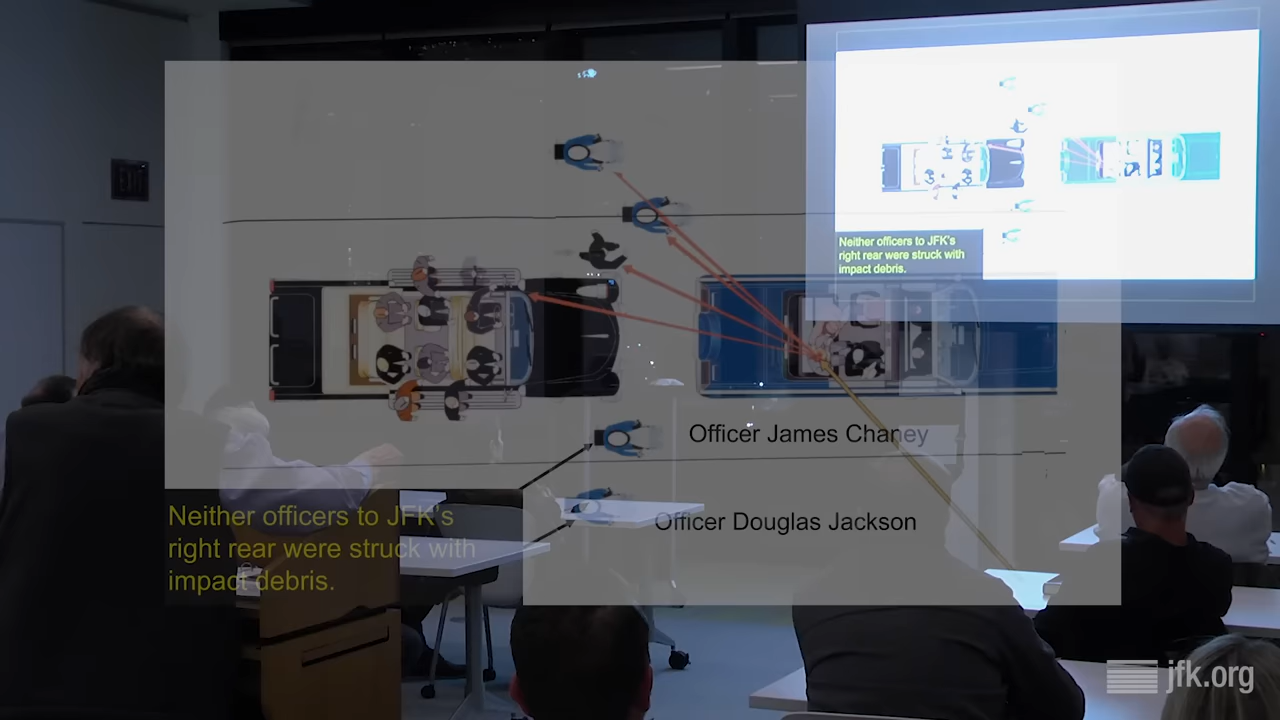 EXIT
Neither officers to JFK's
right rear were struck with
impact debris.
Officer James Chaney
Officer Douglas Jackson
Neither officers to JFK's
right rear were struck with
impact debris.
jfk.org